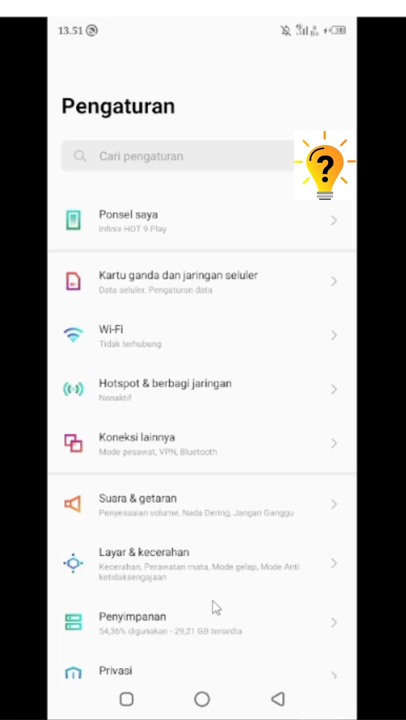 13.51
Pengaturan
Cari pengaturan
?
Ponsel saya
Infinix HOT 9 Play
Kartu ganda dan jaringan seluler
Data seluler, Pengaturan data
Wi-Fi
Tidak terhubung
Hotspot & berbagi jaringan
Nonaktif
Koneksi lainnya
Mode pesawat, VPN, Bluetooth
Suara & getaran
Penyesuaian volume, Nada Dering, Jangan Ganggu
Layar & kecerahan
Kecerahan, Perawatan mata, Mode gelap, Mode Anti
ketidaksengajaan
Penyimpanan
54,36% digunakan - 29,21 GB tersedia
Privasi